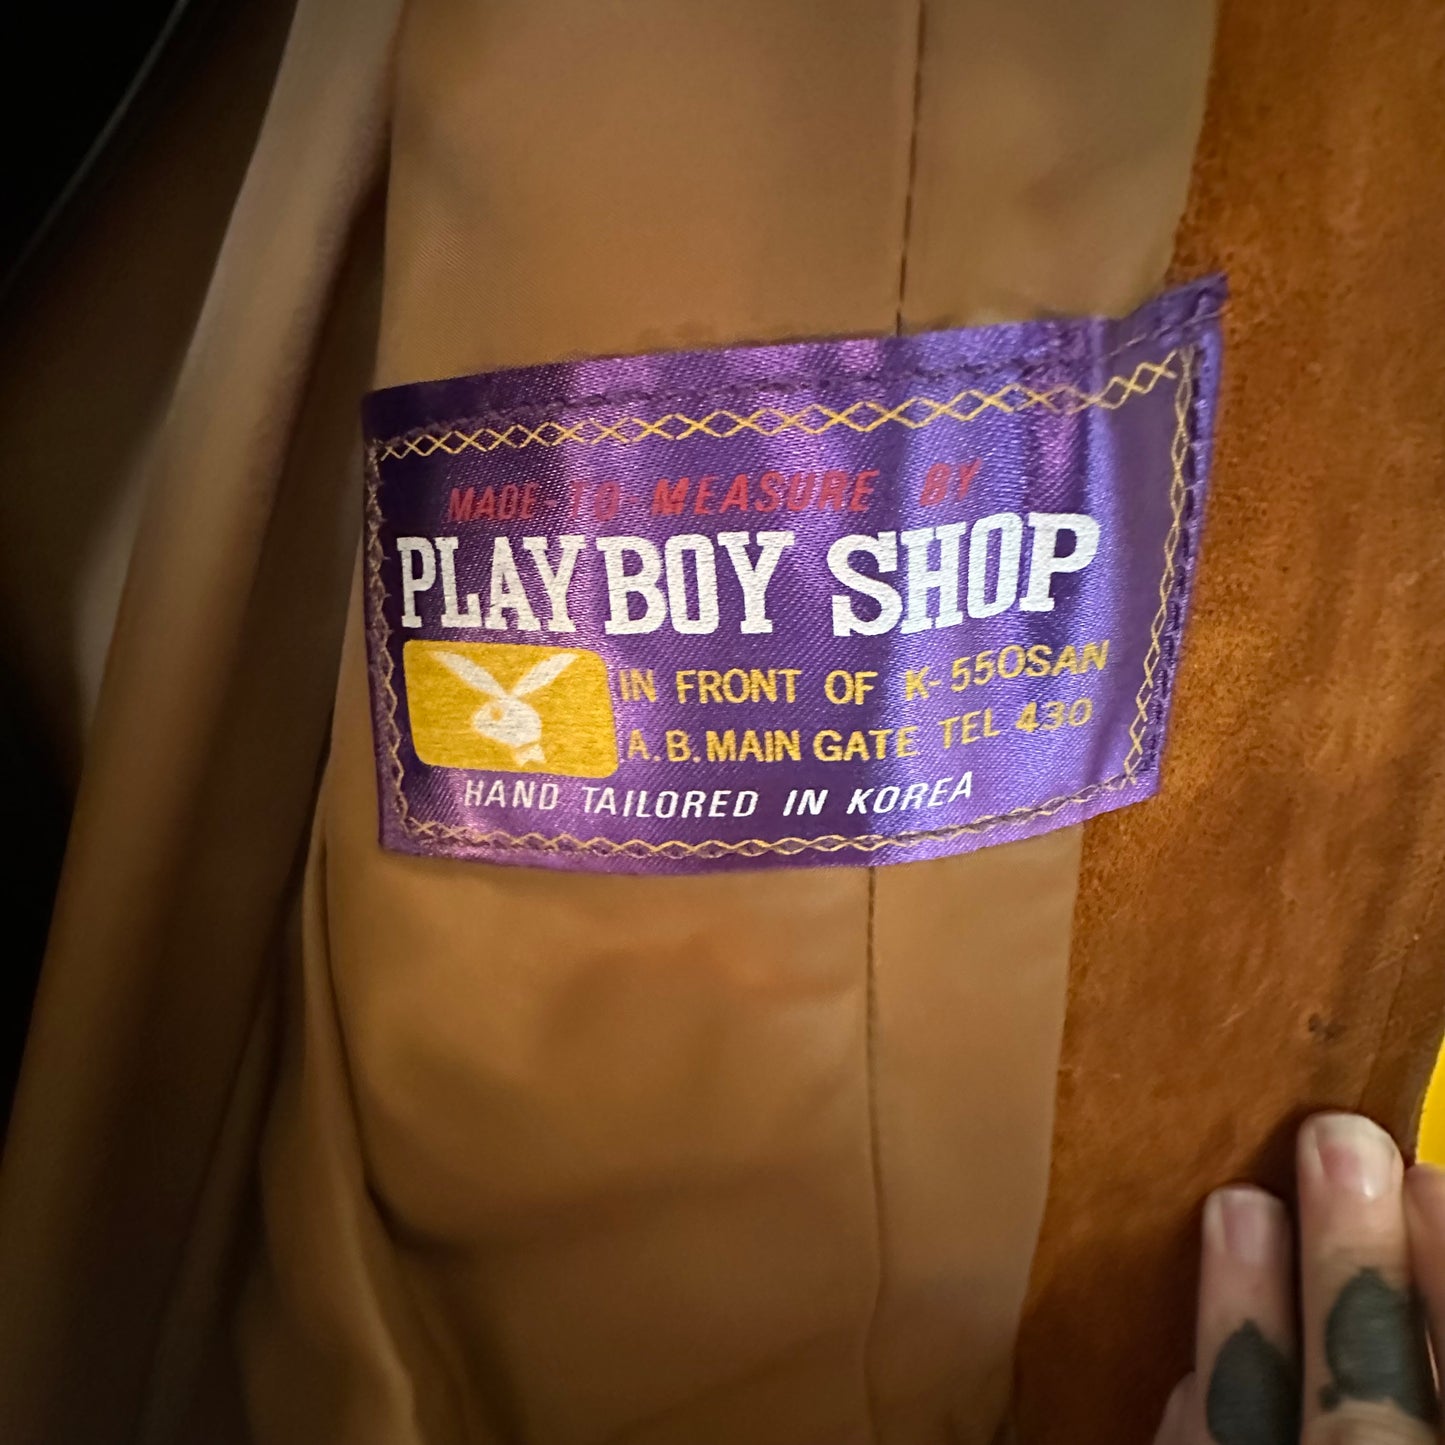 MADE-TO-MEASURE BY
PLAYBOY SHOP
IN FRONT OF K-55OSAN
A.B.MAIN GATE TEL 430
HAND TAILORED IN KOREA